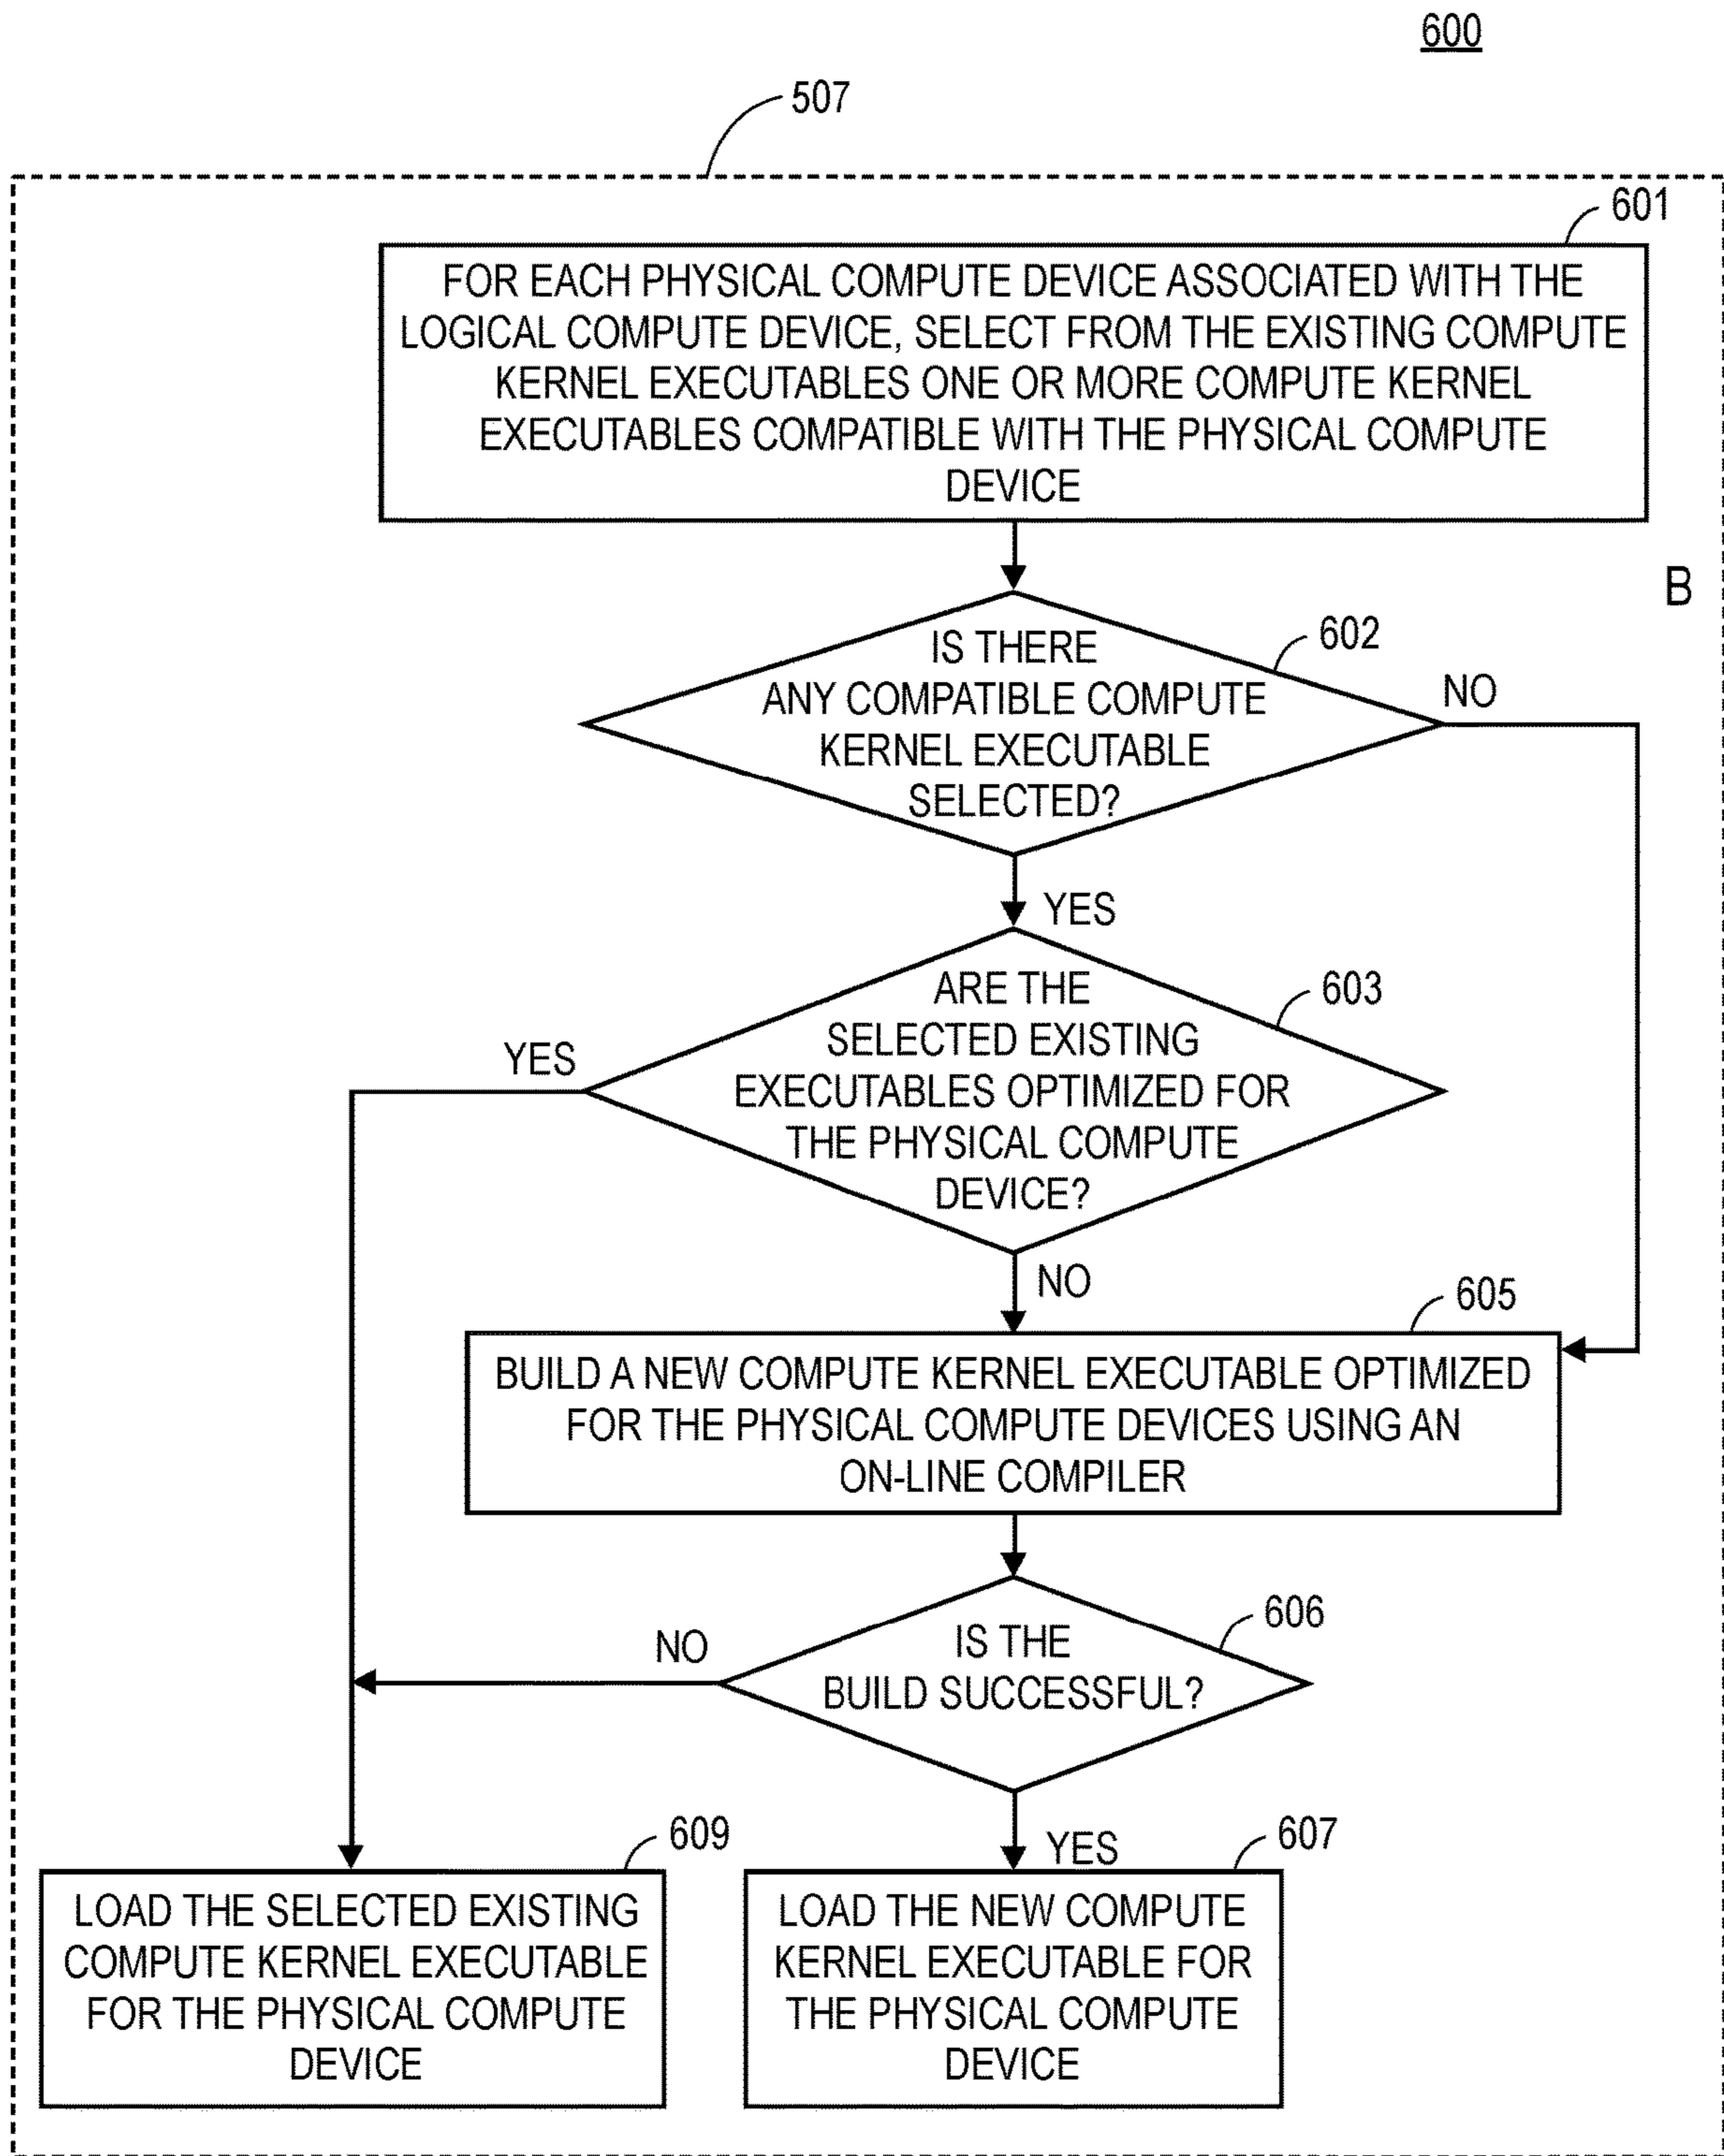 600
507
601
FOR EACH PHYSICAL COMPUTE DEVICE ASSOCIATED WITH THE
LOGICAL COMPUTE DEVICE, SELECT FROM THE EXISTING COMPUTE
KERNEL EXECUTABLES ONE OR MORE COMPUTE KERNEL
EXECUTABLES COMPATIBLE WITH THE PHYSICAL COMPUTE
DEVICE
B
602
IS THERE
ANY COMPATIBLE COMPUTE
KERNEL EXECUTABLE
SELECTED?
NO
YES
603
ARE THE
SELECTED EXISTING
EXECUTABLES OPTIMIZED FOR
THE PHYSICAL COMPUTE
DEVICE?
YES
NO
605
BUILD A NEW COMPUTE KERNEL EXECUTABLE OPTIMIZED
FOR THE PHYSICAL COMPUTE DEVICES USING AN
ON-LINE COMPILER
606
IS THE
BUILD SUCCESSFUL?
NO
YES
609
LOAD THE SELECTED EXISTING
COMPUTE KERNEL EXECUTABLE
FOR THE PHYSICAL COMPUTE
DEVICE
607
LOAD THE NEW COMPUTE
KERNEL EXECUTABLE FOR
THE PHYSICAL COMPUTE
DEVICE